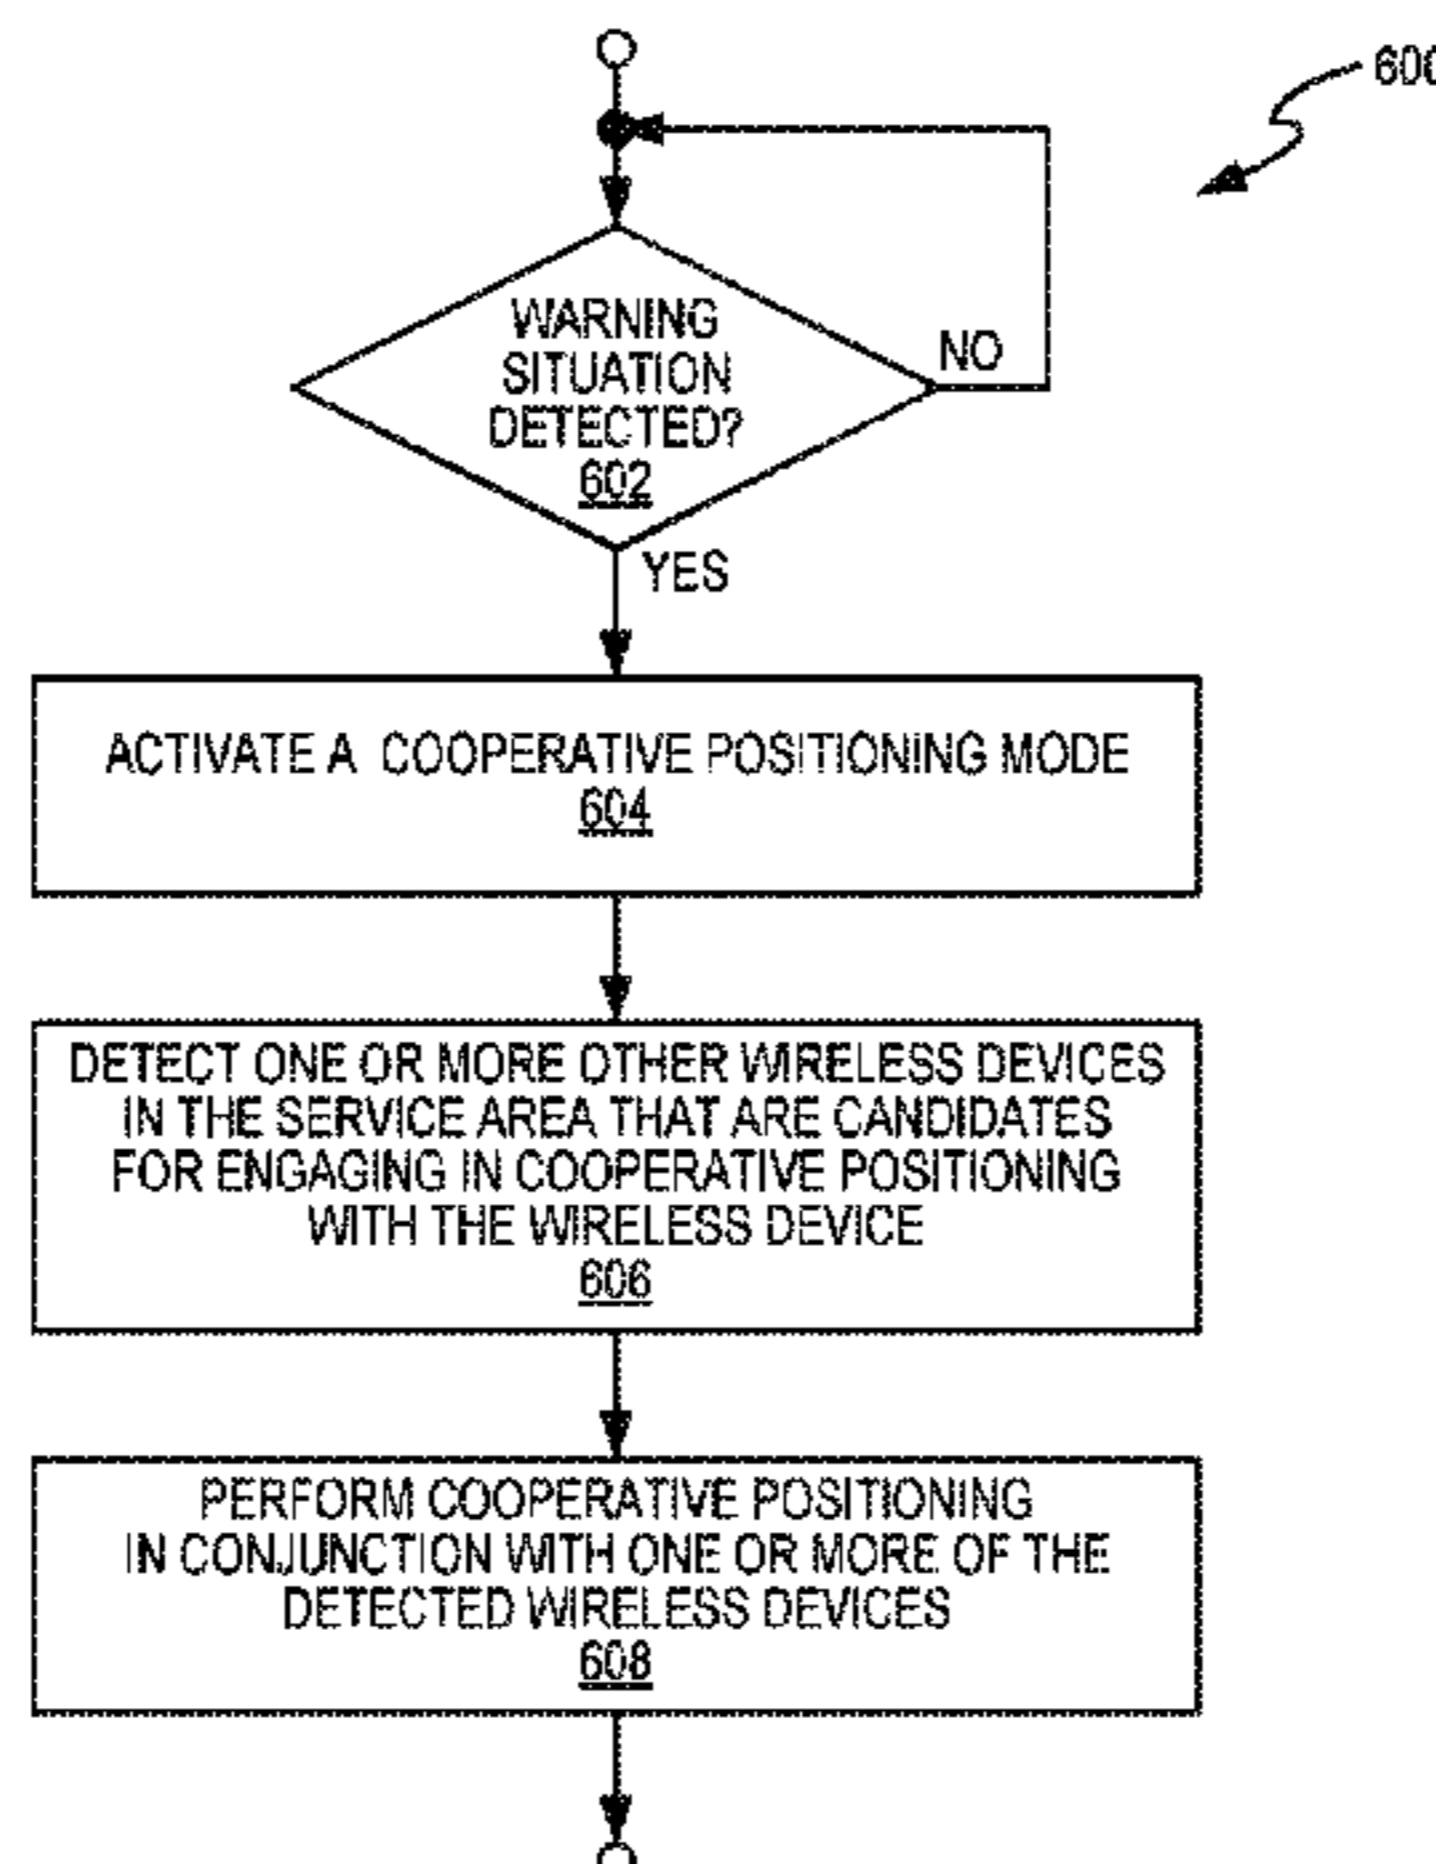 600
WARNING
SITUATION
DETECTED?
602
NO
YES
ACTIVATE A COOPERATIVE POSITIONING MODE
604
DETECT ONE OR MORE OTHER WIRELESS DEVICES
IN THE SERVICE AREA THAT ARE CANDIDATES
FOR ENGAGING IN COOPERATIVE POSITIONING
WITH THE WIRELESS DEVICE
606
PERFORM COOPERATIVE POSITIONING
IN CONJUNCTION WITH ONE OR MORE OF THE
DETECTED WIRELESS DEVICES
608